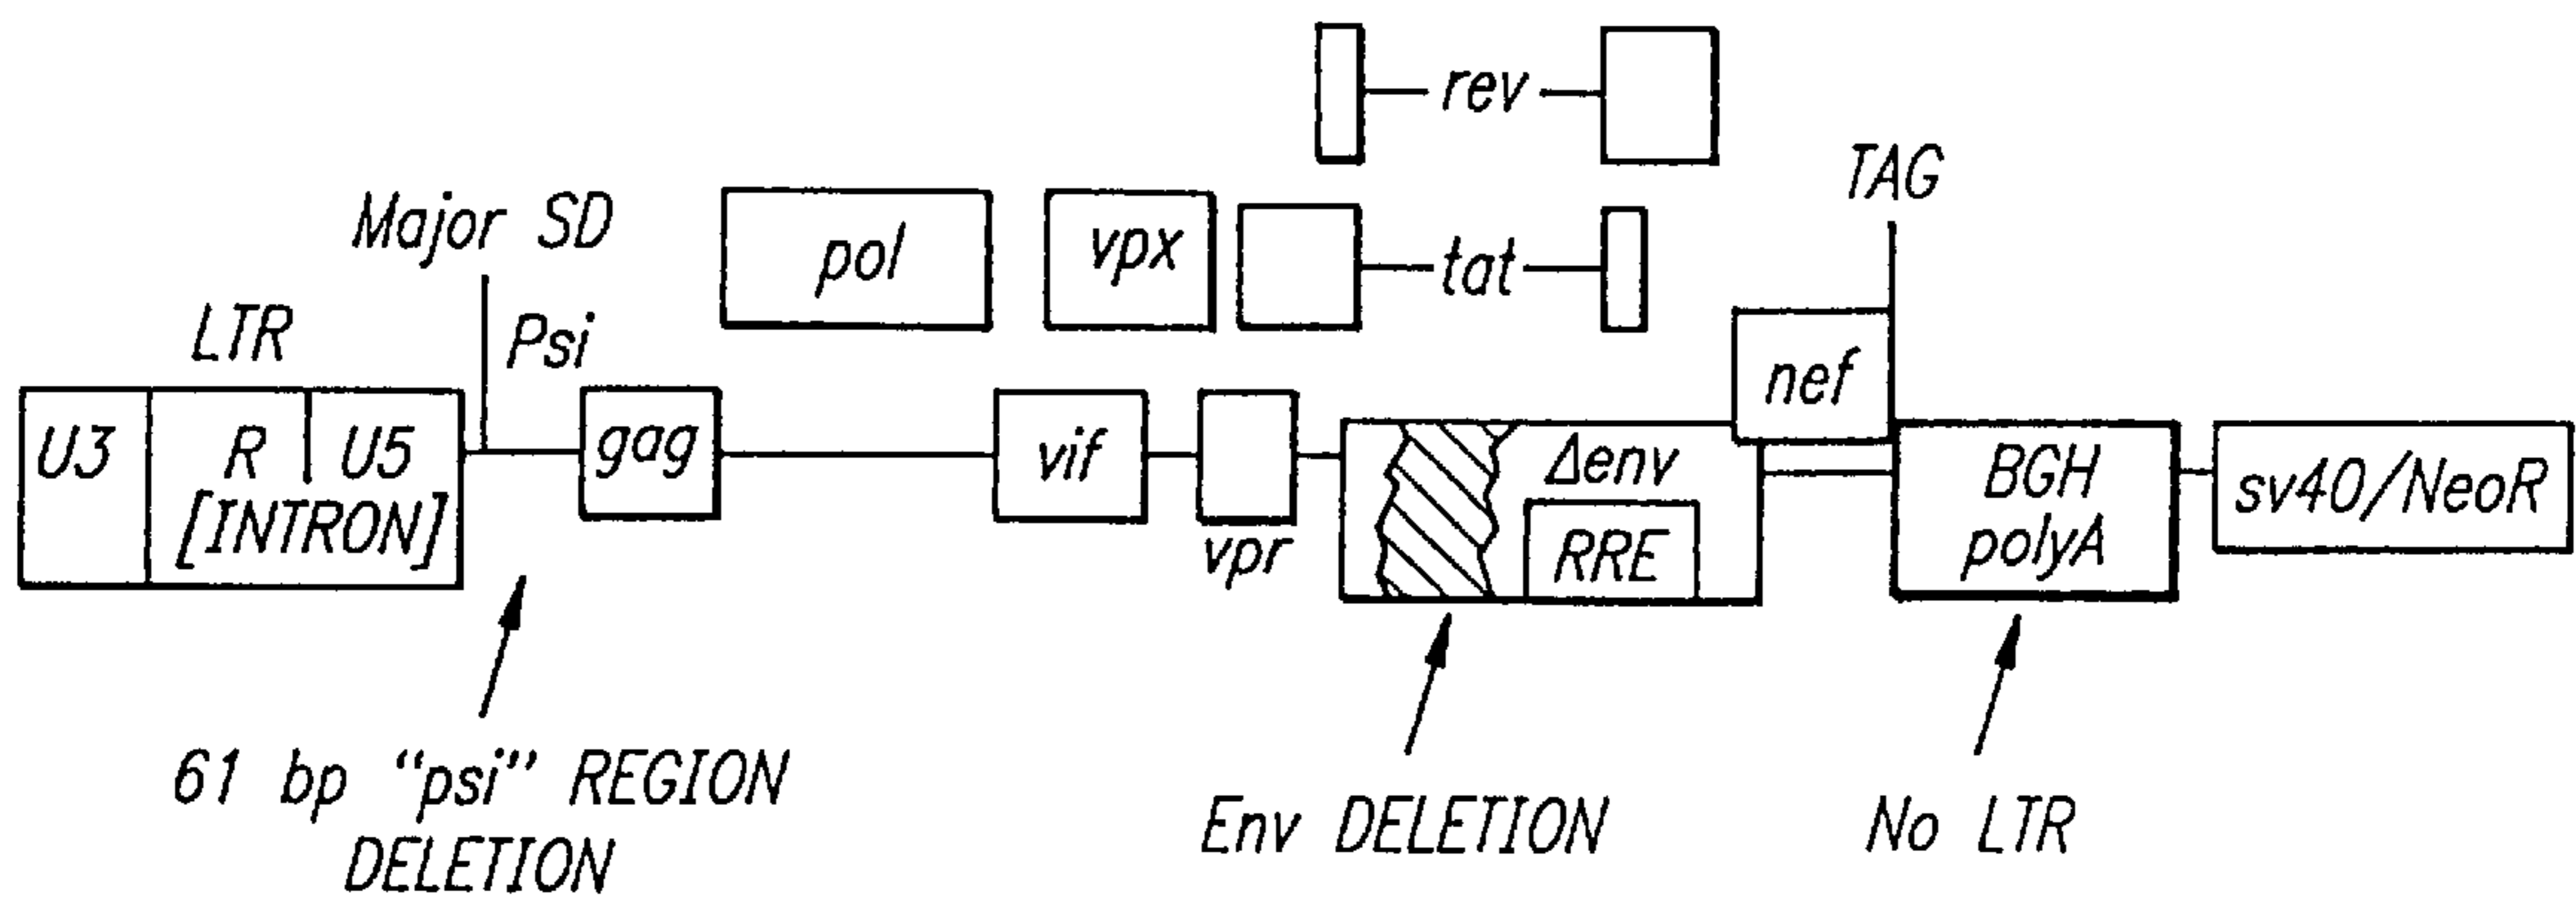 rev
TAG
Major SD
pol
vpx
tat
LTR
Psi
nef
U3
R
U5
[INTRON]
gag
vif
vpr
Δenv
RRE
BGH
polyA
sv40/NeoR
61 bp “psi” REGION
DELETION
Env DELETION
No LTR